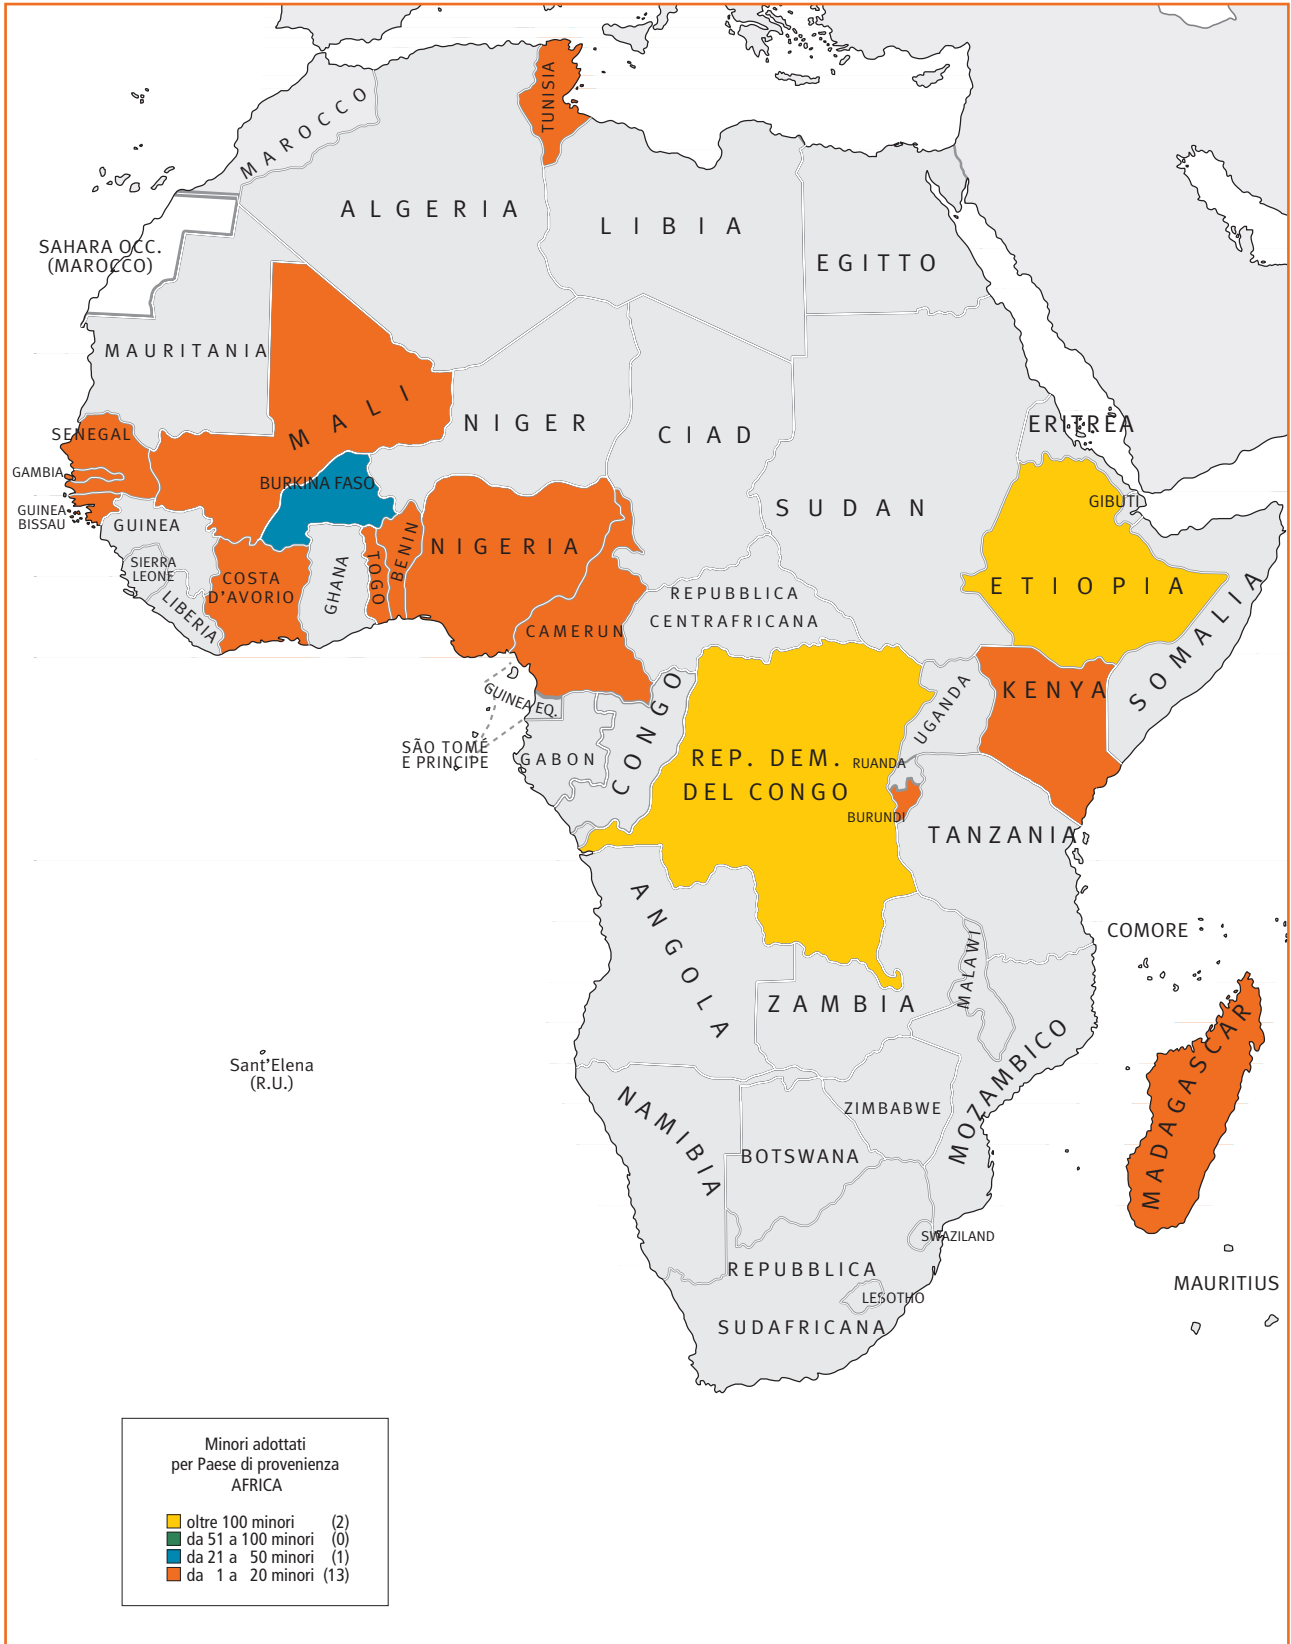 TUNISIA
MAROCCO
ALGERIA
LIBIA
EGITTO
SAHARA OCC.
(MAROCCO)
MAURITANIA
MALI
NIGER
CIAD
SUDAN
ERITREA
SENEGAL
GAMBIA
GUINEA
BISSAU
GUINEA
BURKINA FASO
GIBUTI
SIERRA
LEONE
LIBERIA
COSTA
D'AVORIO
GHANA
TOGO
BENIN
NIGERIA
CAMERUN
REPUBBLICA
CENTRAFRICANA
ETIOPIA
SOMALIA
GUINEA EQ.
SÃO TOMÉ
E PRINCIPE
GABON
CONGO
REP. DEM.
DEL CONGO
UGANDA
RUANDA
BURUNDI
KENYA
TANZANIA
ANGOLA
ZAMBIA
MALAWI
COMORE
MOZAMBICO
MADAGASCAR
Sant'Elena
(R.U.)
NAMIBIA
ZIMBABWE
BOTSWANA
SWAZILAND
REPUBBLICA
SUDAFRICANA
LESOTHO
MAURITIUS
Minori adottati
per Paese di provenienza
AFRICA
oltre 100 minori (2)
da 51 a 100 minori (0)
da 21 a 50 minori (1)
da 1 a 20 minori (13)